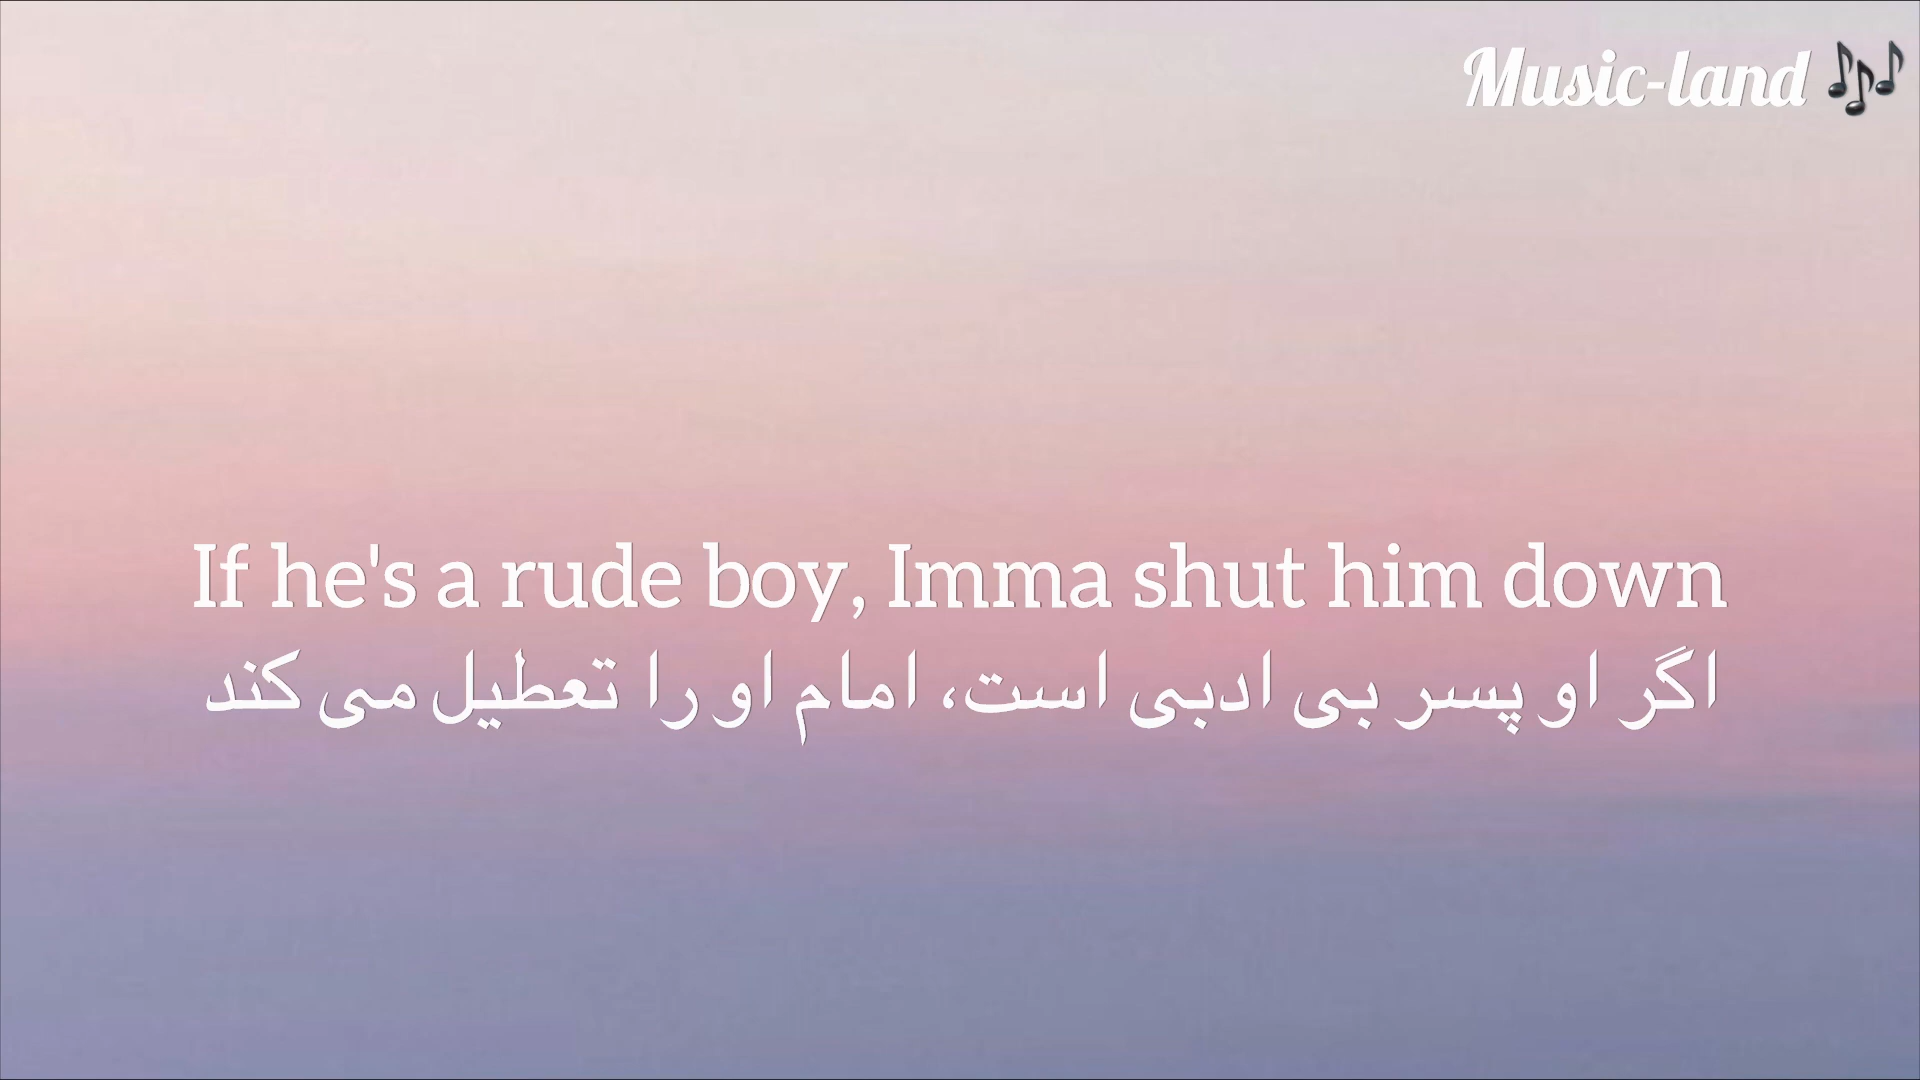 Music-land 🎶
If he's a rude boy, Imma shut him down
اگر او پسر بی ادبی است، امام او را تعطیل می کند